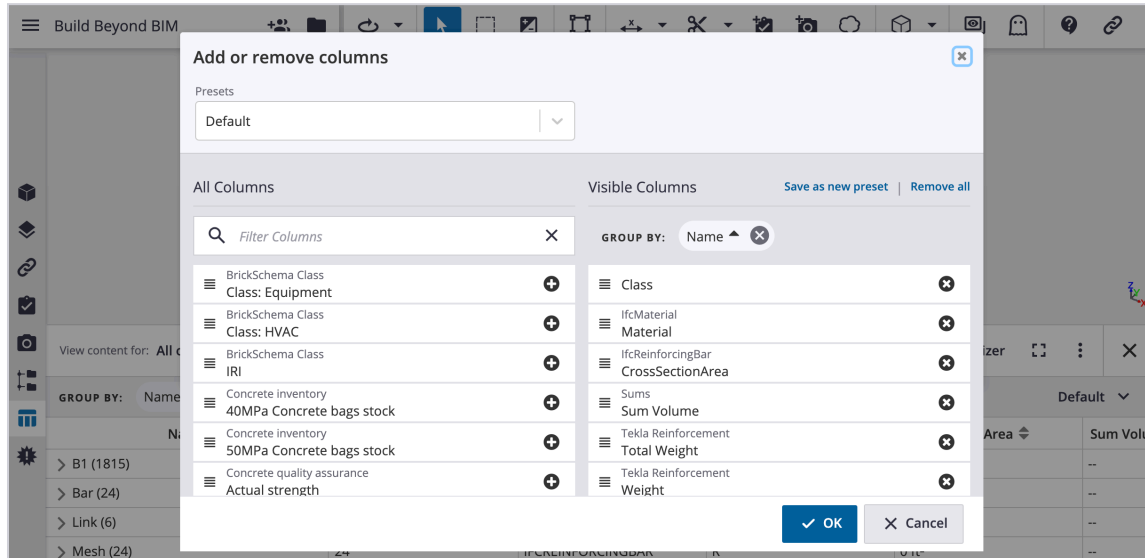 Build Beyond BIM
Add or remove columns
Presets
Default
All Columns
Visible Columns
Save as new preset | Remove all
Filter Columns
GROUP BY: Name
BrickSchema Class
Class: Equipment
BrickSchema Class
Class: HVAC
BrickSchema Class
IRI
Concrete inventory
40MPa Concrete bags stock
Concrete inventory
50MPa Concrete bags stock
Concrete quality assurance
Actual strength
Class
IfcMaterial
Material
IfcReinforcingBar
CrossSectionArea
Sums
Sum Volume
Tekla Reinforcement
Total Weight
Tekla Reinforcement
Weight
OK
Cancel
View content for: All
izer
GROUP BY: Name
Default
Area
Sum Volu
B1 (1815)
--
Bar (24)
--
Link (6)
--
Mesh (24)
24
IFCREINFORCINGBAR
--
Z